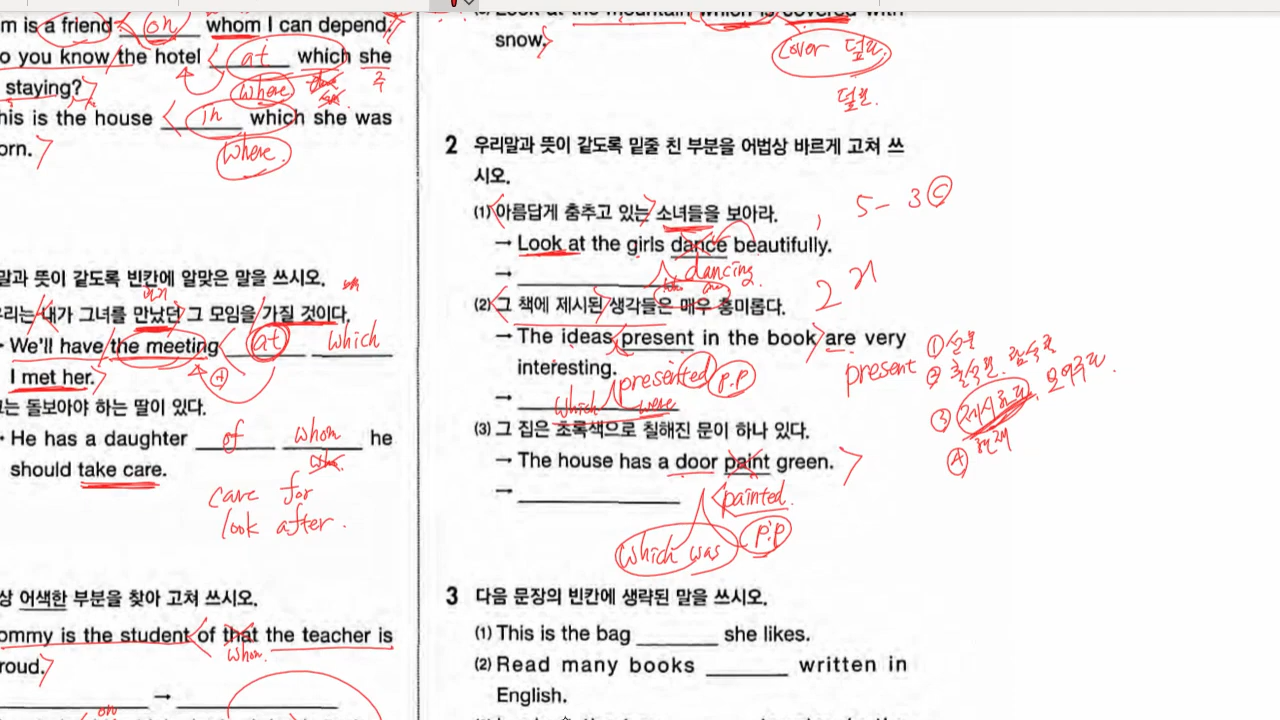 m is a friend on whom I can depend.
o you know the hotel at which she
where 주
staying?
his is the house in which she was
orn.
where
말과 뜻이 같도록 빈칸에 알맞은 말을 쓰시오.
우리는 내가 그녀를 만났던 그 모임을 가질 것이다.
We'll have the meeting at which
I met her.
그는 돌보아야 하는 딸이 있다.
He has a daughter of whom he
should take care.
care for
look after.
상 어색한 부분을 찾아 고쳐 쓰시오.
ommy is the student of that the teacher is
whom
roud.
→
on
Look at the mountain which is covered with
snow.
cover 덮다.
2 우리말과 뜻이 같도록 밑줄 친 부분을 어법상 바르게 고쳐 쓰
시오.
(1) 아름답게 춤추고 있는 소녀들을 보아라.
5-3 C
→ Look at the girls dance beautifully.
→ dancing
(2) 그 책에 제시된 생각들은 매우 흥미롭다.
→ The ideas present in the book are very
interesting.
→ which were presented p.p
present
① 선물
②
③ 제시하다, 보여주다.
④ 현재
(3) 그 집은 초록색으로 칠해진 문이 하나 있다.
→ The house has a door paint green.
→ painted.
which was p.p
3 다음 문장의 빈칸에 생략된 말을 쓰시오.
(1) This is the bag ______ she likes.
(2) Read many books ______ written in
English.